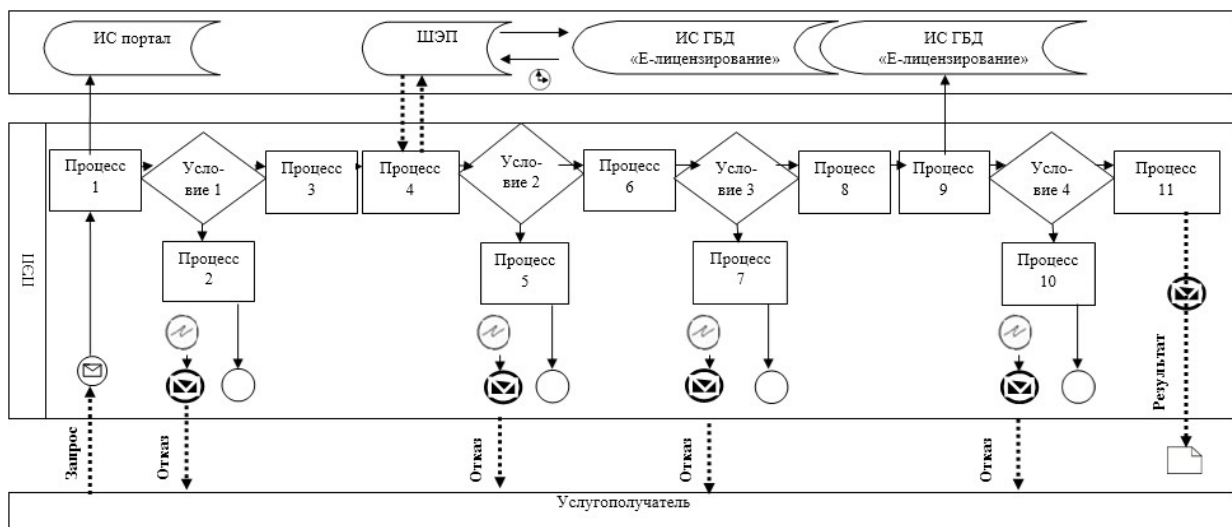 ИС портал
ШЭП
ИС ГБД
«Е-лицензирование»
ИС ГБД
«Е-лицензирование»
ПЭП
Процесс
1
Усло-
вие 1
Процесс
3
Процесс
4
Усло-
вие 2
Процесс
6
Усло-
вие 3
Процесс
8
Процесс
9
Усло-
вие 4
Процесс
11
Процесс
2
Процесс
5
Процесс
7
Процесс
10
Запрос
Отказ
Отказ
Отказ
Отказ
Результат
Услугополучатель